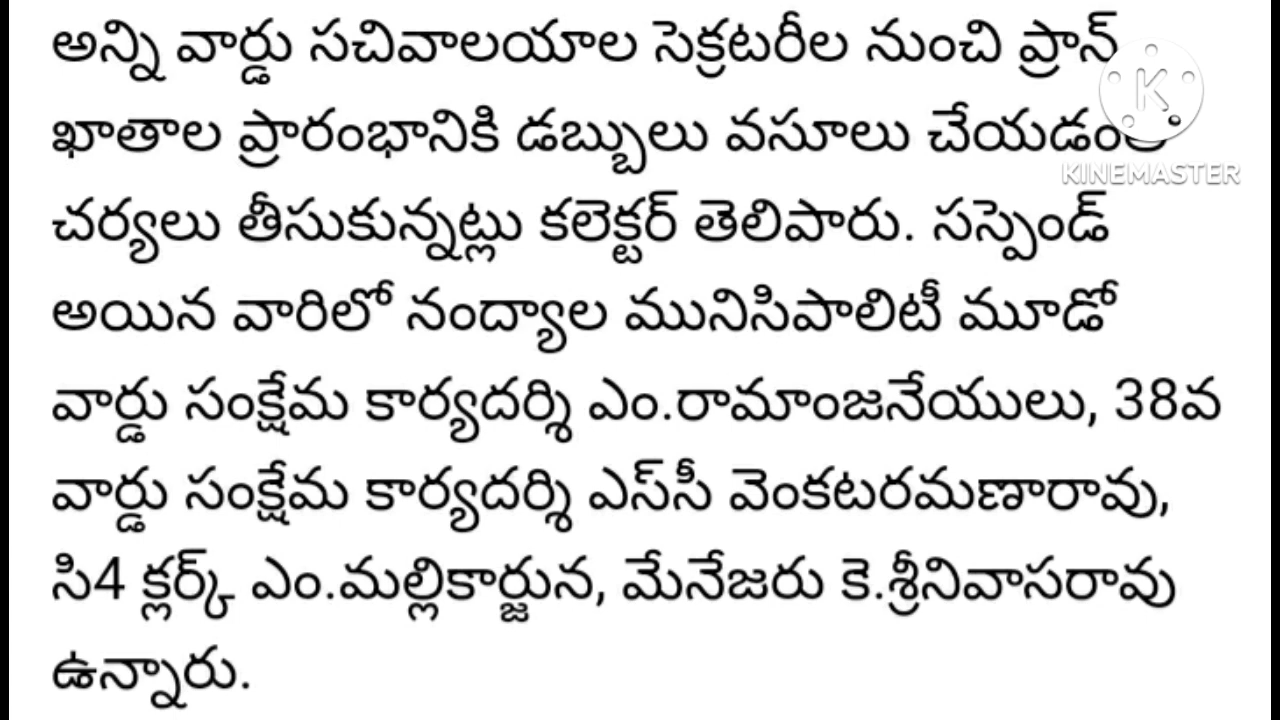 అన్ని వార్డు సచివాలయాల సెక్రటరీల నుంచి ప్రాన్
ఖాతాల ప్రారంభానికి డబ్బులు వసూలు చేయడంతో
చర్యలు తీసుకున్నట్లు కలెక్టర్ తెలిపారు. సస్పెండ్
అయిన వారిలో నంద్యాల మునిసిపాలిటీ మూడో
వార్డు సంక్షేమ కార్యదర్శి ఎం.రామాంజనేయులు, 38వ
వార్డు సంక్షేమ కార్యదర్శి ఎస్‌సీ వెంకటరమణారావు,
సి4 క్లర్క్ ఎం.మల్లికార్జున, మేనేజరు కె.శ్రీనివాసరావు
ఉన్నారు.
K
KINEMASTER